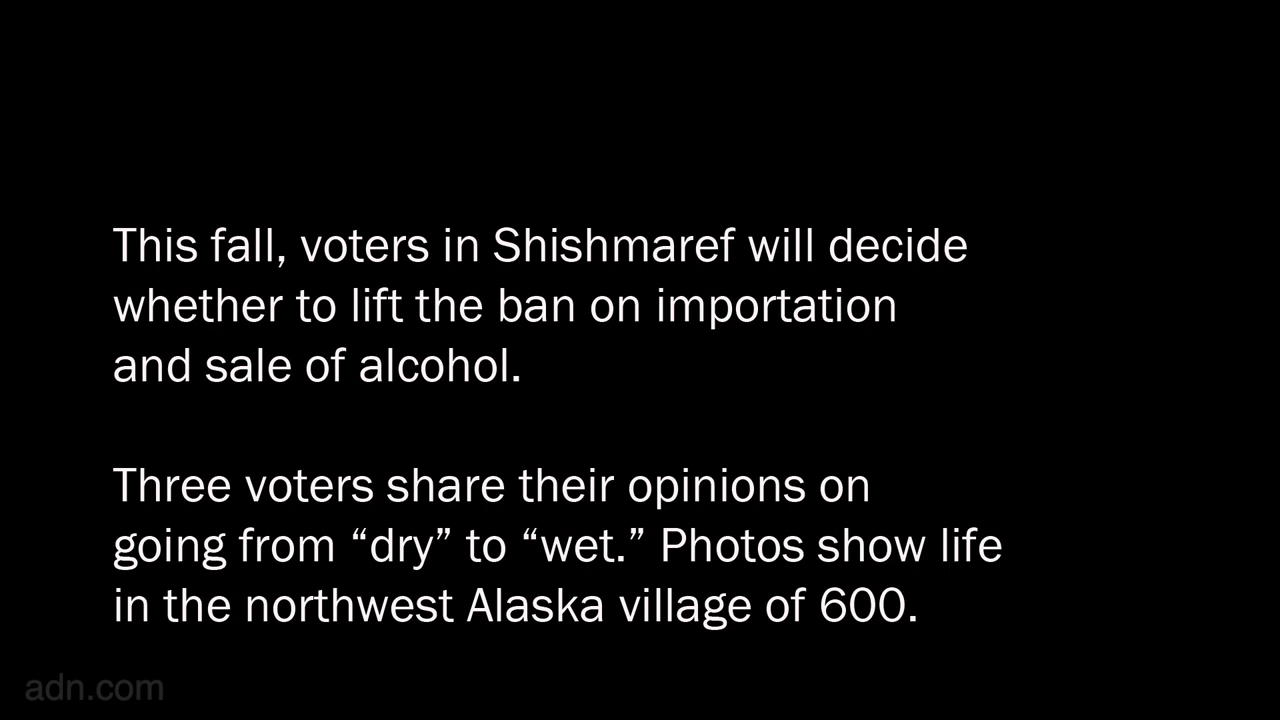 This fall, voters in Shishmaref will decide
whether to lift the ban on importation
and sale of alcohol.
Three voters share their opinions on
going from “dry” to “wet.” Photos show life
in the northwest Alaska village of 600.
adn.com